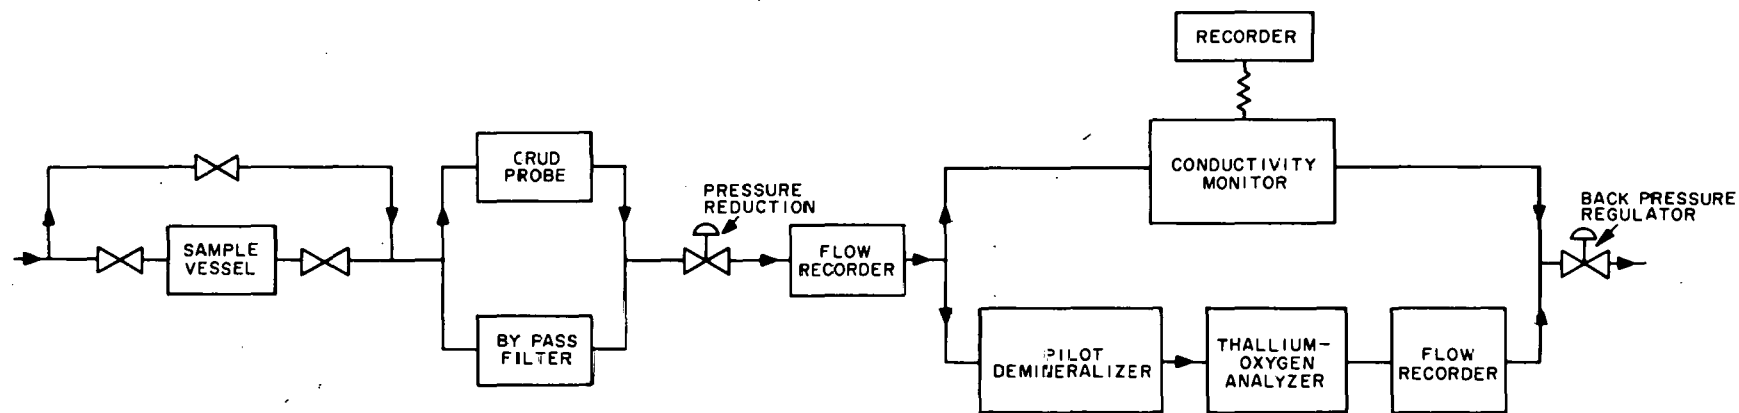 RECORDER
CRUD
PROBE
CONDUCTIVITY
MONITOR
PRESSURE
REDUCTION
BACK PRESSURE
REGULATOR
SAMPLE
VESSEL
FLOW
RECORDER
BY PASS
FILTER
PILOT
DEMINERALIZER
THALLIUM-
OXYGEN
ANALYZER
FLOW
RECORDER